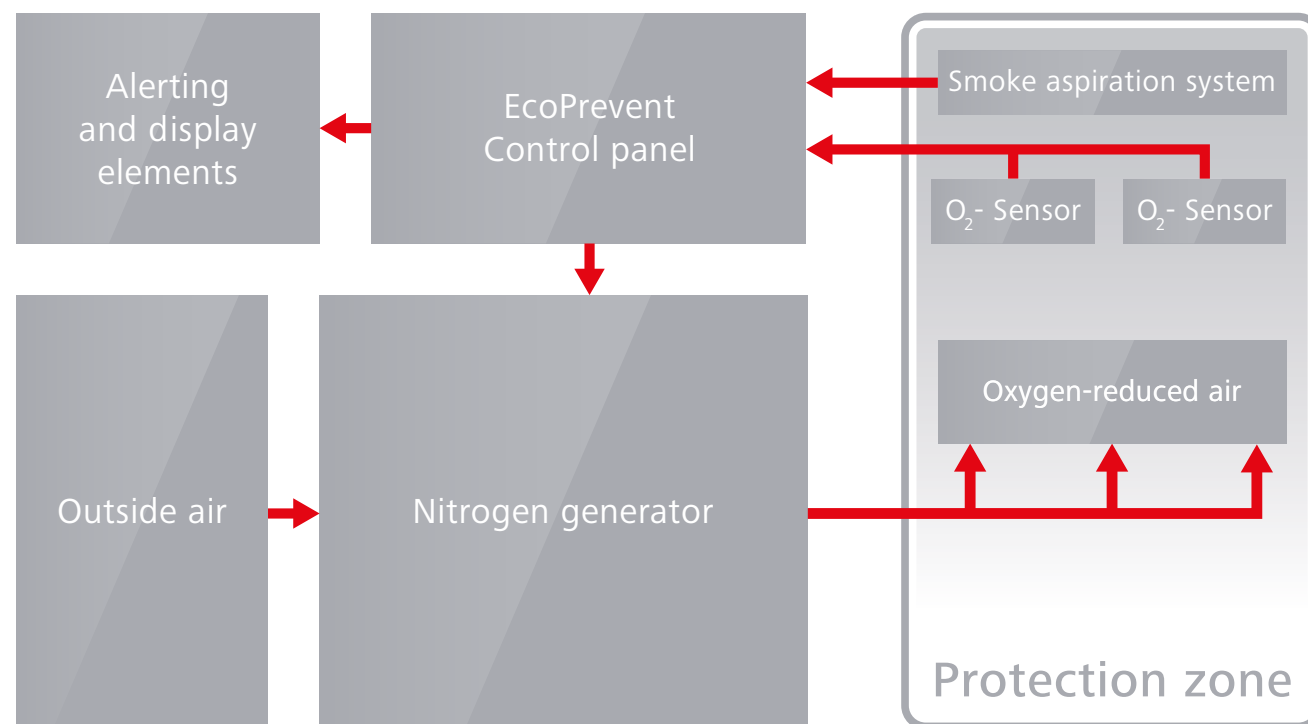 Alerting
and display
elements
EcoPrevent
Control panel
Smoke aspiration system
O₂- Sensor
O₂- Sensor
Oxygen-reduced air
Outside air
Nitrogen generator
Protection zone